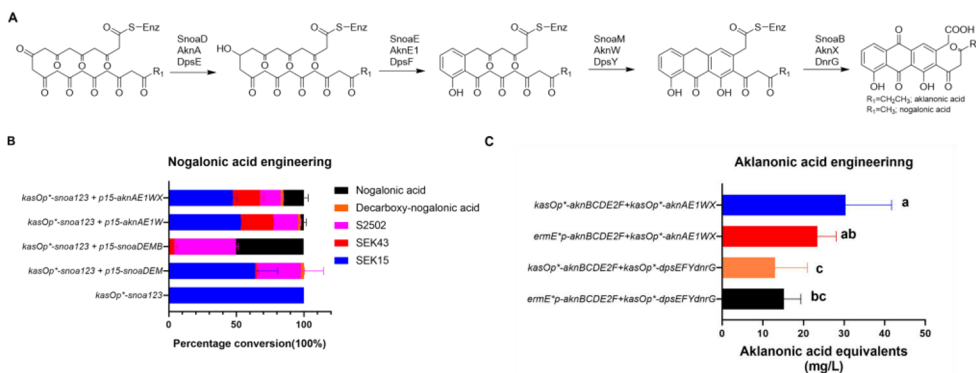 A
S-Enz
S-Enz
S-Enz
S-Enz
SnoaD
AknA
DpsE
SnoaE
AknE1
DpsF
SnoaM
AknW
DpsY
SnoaB
AknX
DnrG
COOH
O
O
O
O
O
O
O
O
O
R1
HO
O
O
O
O
O
O
O
O
O
R1
O
O
O
O
O
O
O
OH
R1
O
O
O
O
O
OH
OH
R1
O
O
O
O
OH
OH
R1
R1=CH2CH3; aklanonic acid
R1=CH3; nogalonic acid
B
Nogalonic acid engineering
kasOp*-snoa123 + p15-aknAE1WX
kasOp*-snoa123 + p15-aknAE1W
kasOp*-snoa123 + p15-snoaDEMB
kasOp*-snoa123 + p15-snoaDEM
kasOp*-snoa123
0
50
100
Percentage conversion(100%)
Nogalonic acid
Decarboxy-nogalonic acid
S2502
SEK43
SEK15
C
Aklanonic acid engineerinng
kasOp*-aknBCDE2F+kasOp*-aknAE1WX
a
ermE*p-aknBCDE2F+kasOp*-aknAE1WX
ab
kasOp*-aknBCDE2F+kasOp*-dpsEFYdnrG
c
ermE*p-aknBCDE2F+kasOp*-dpsEFYdnrG
bc
0
10
20
30
40
50
Aklanonic acid equivalents
(mg/L)